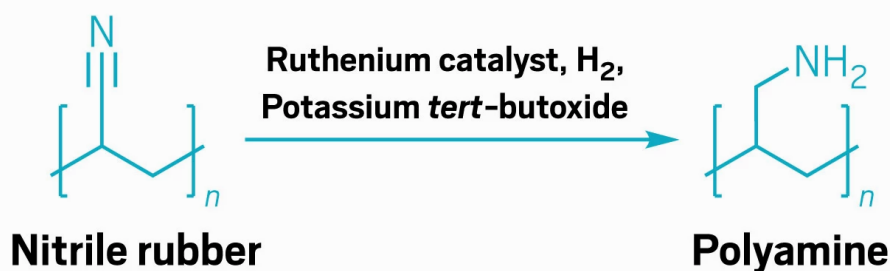 N
Ruthenium catalyst, H₂,
Potassium tert-butoxide
NH₂
n
n
Nitrile rubber
Polyamine